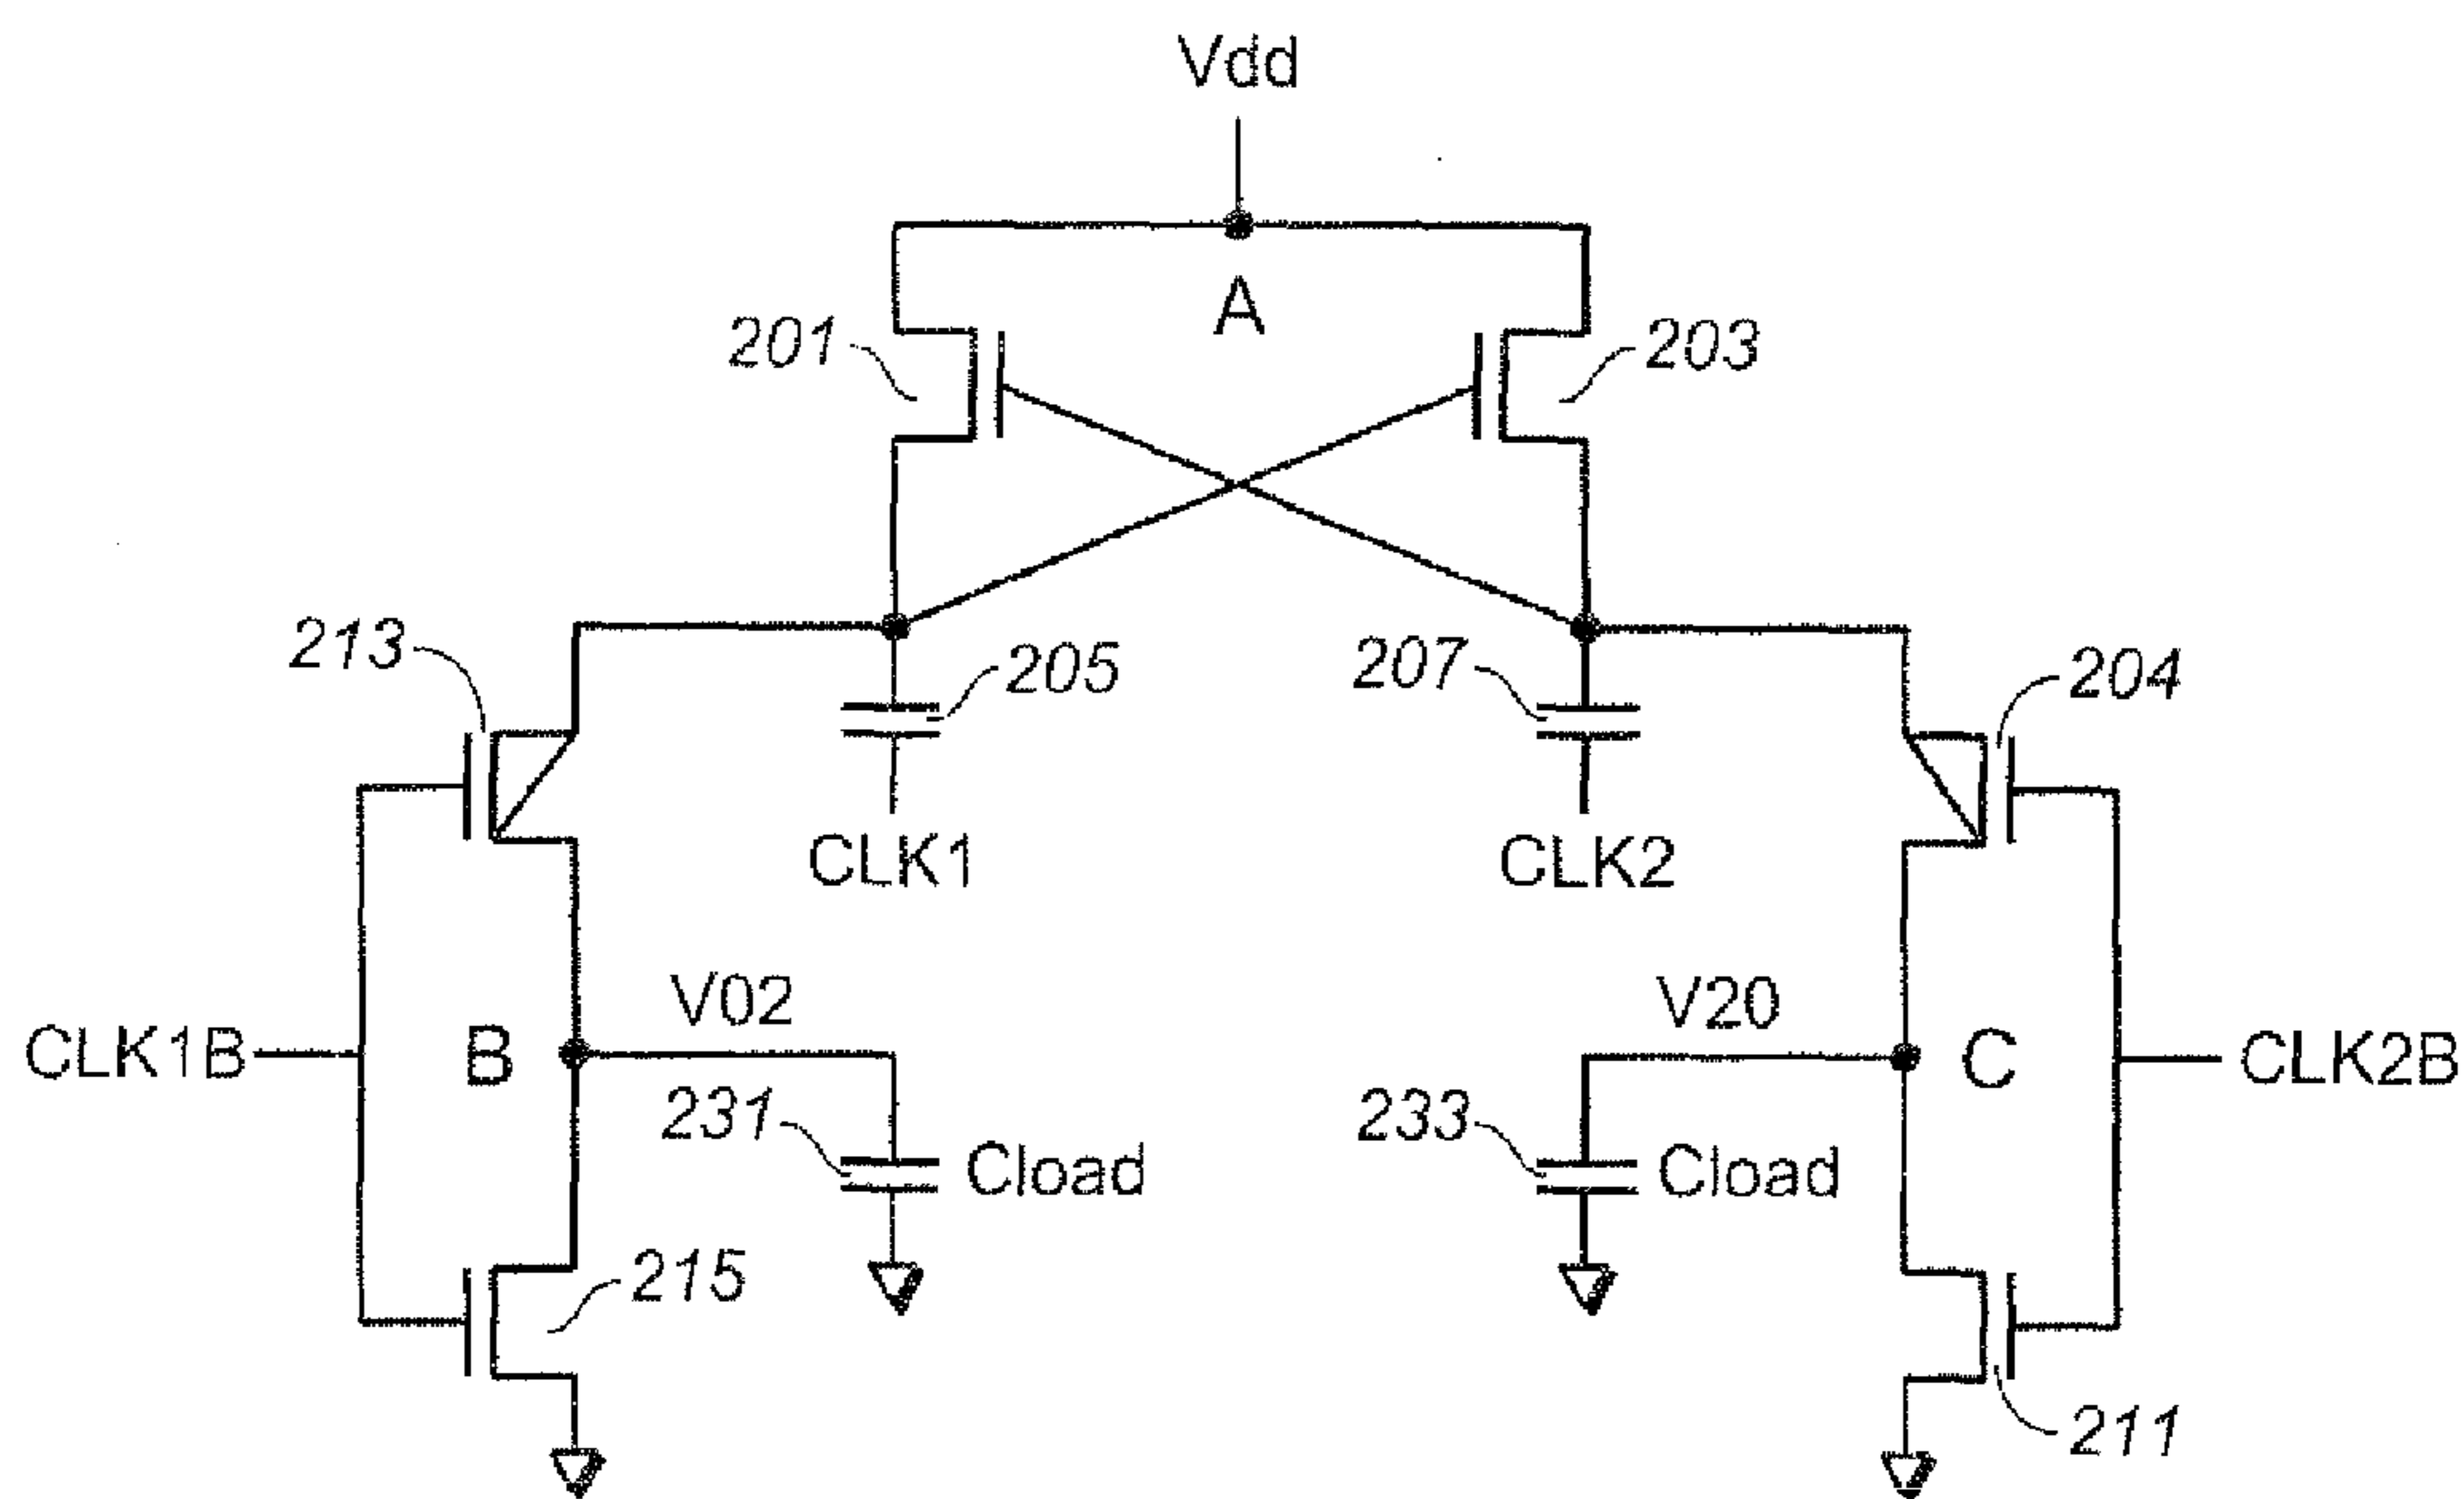 Vdd
A
201
203
213
205
207
204
CLK1
CLK2
V02
V20
CLK1B
B
C
CLK2B
231
Cload
233
Cload
215
211